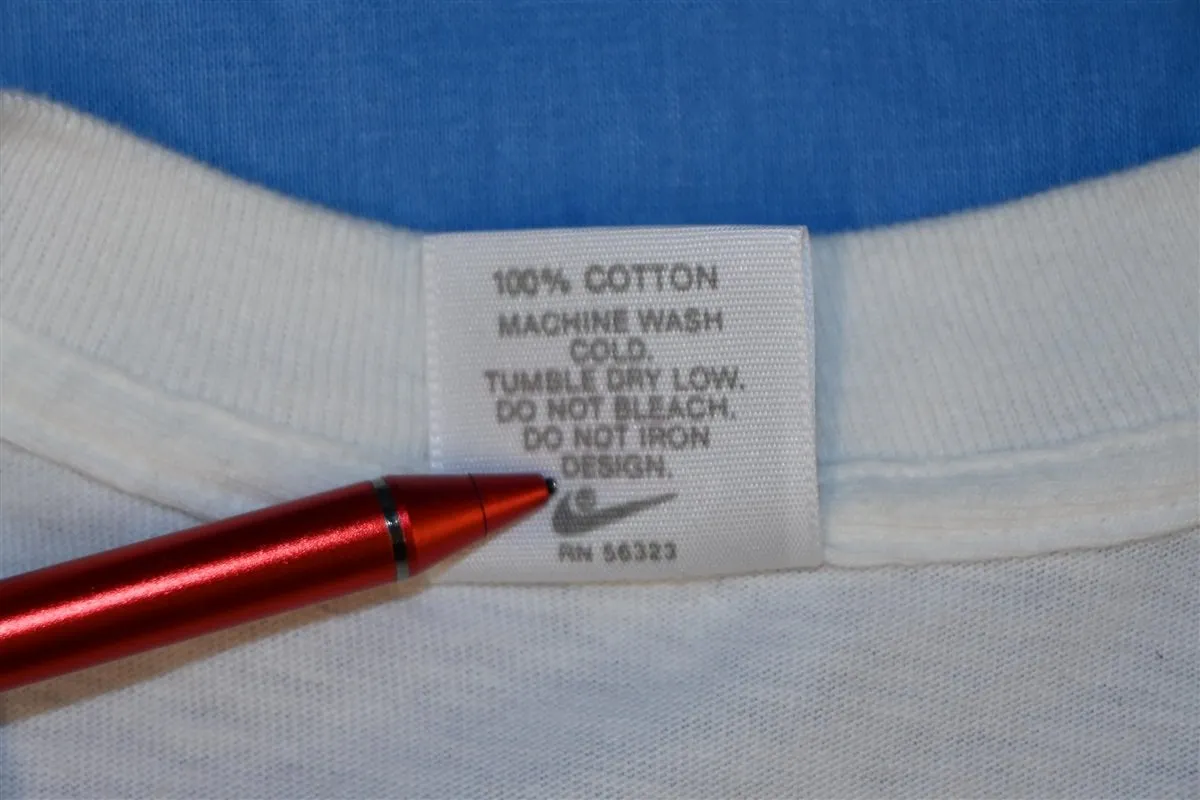 100% COTTON
MACHINE WASH
COLD.
TUMBLE DRY LOW.
DO NOT BLEACH.
DO NOT IRON
DESIGN.
RN 56323